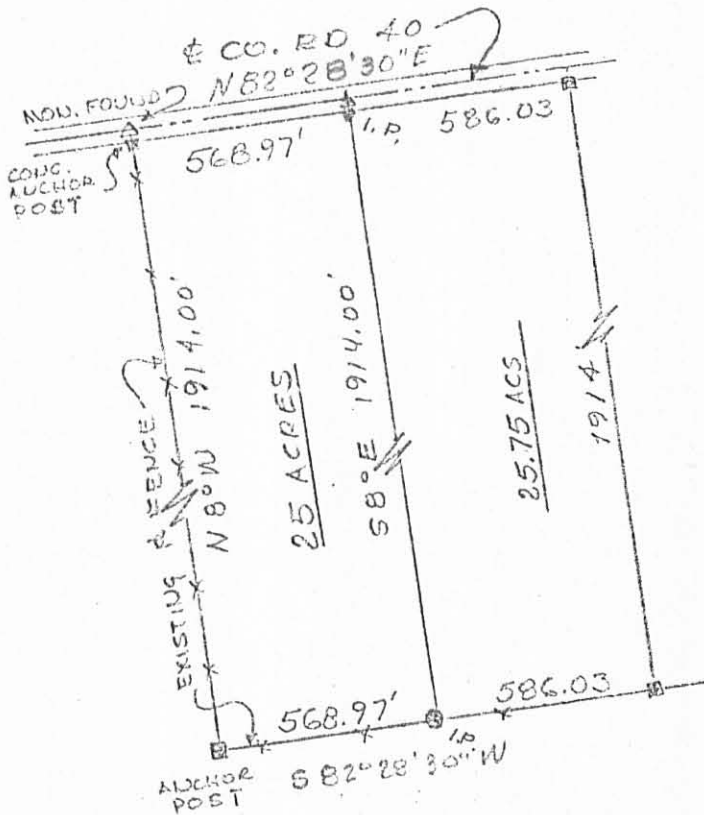 ℄ CO. RD 40
N 82° 28' 30" E
MON. FOUND
568.97'
I.P.
586.03
CONC.
ANCHOR
POST
EXISTING FENCE
N 8° W 1914.00'
25 ACRES
S 8° E 1914.00'
25.75 ACS
1914
568.97'
586.03
I.P.
S 82° 28' 30" W
ANCHOR
POST